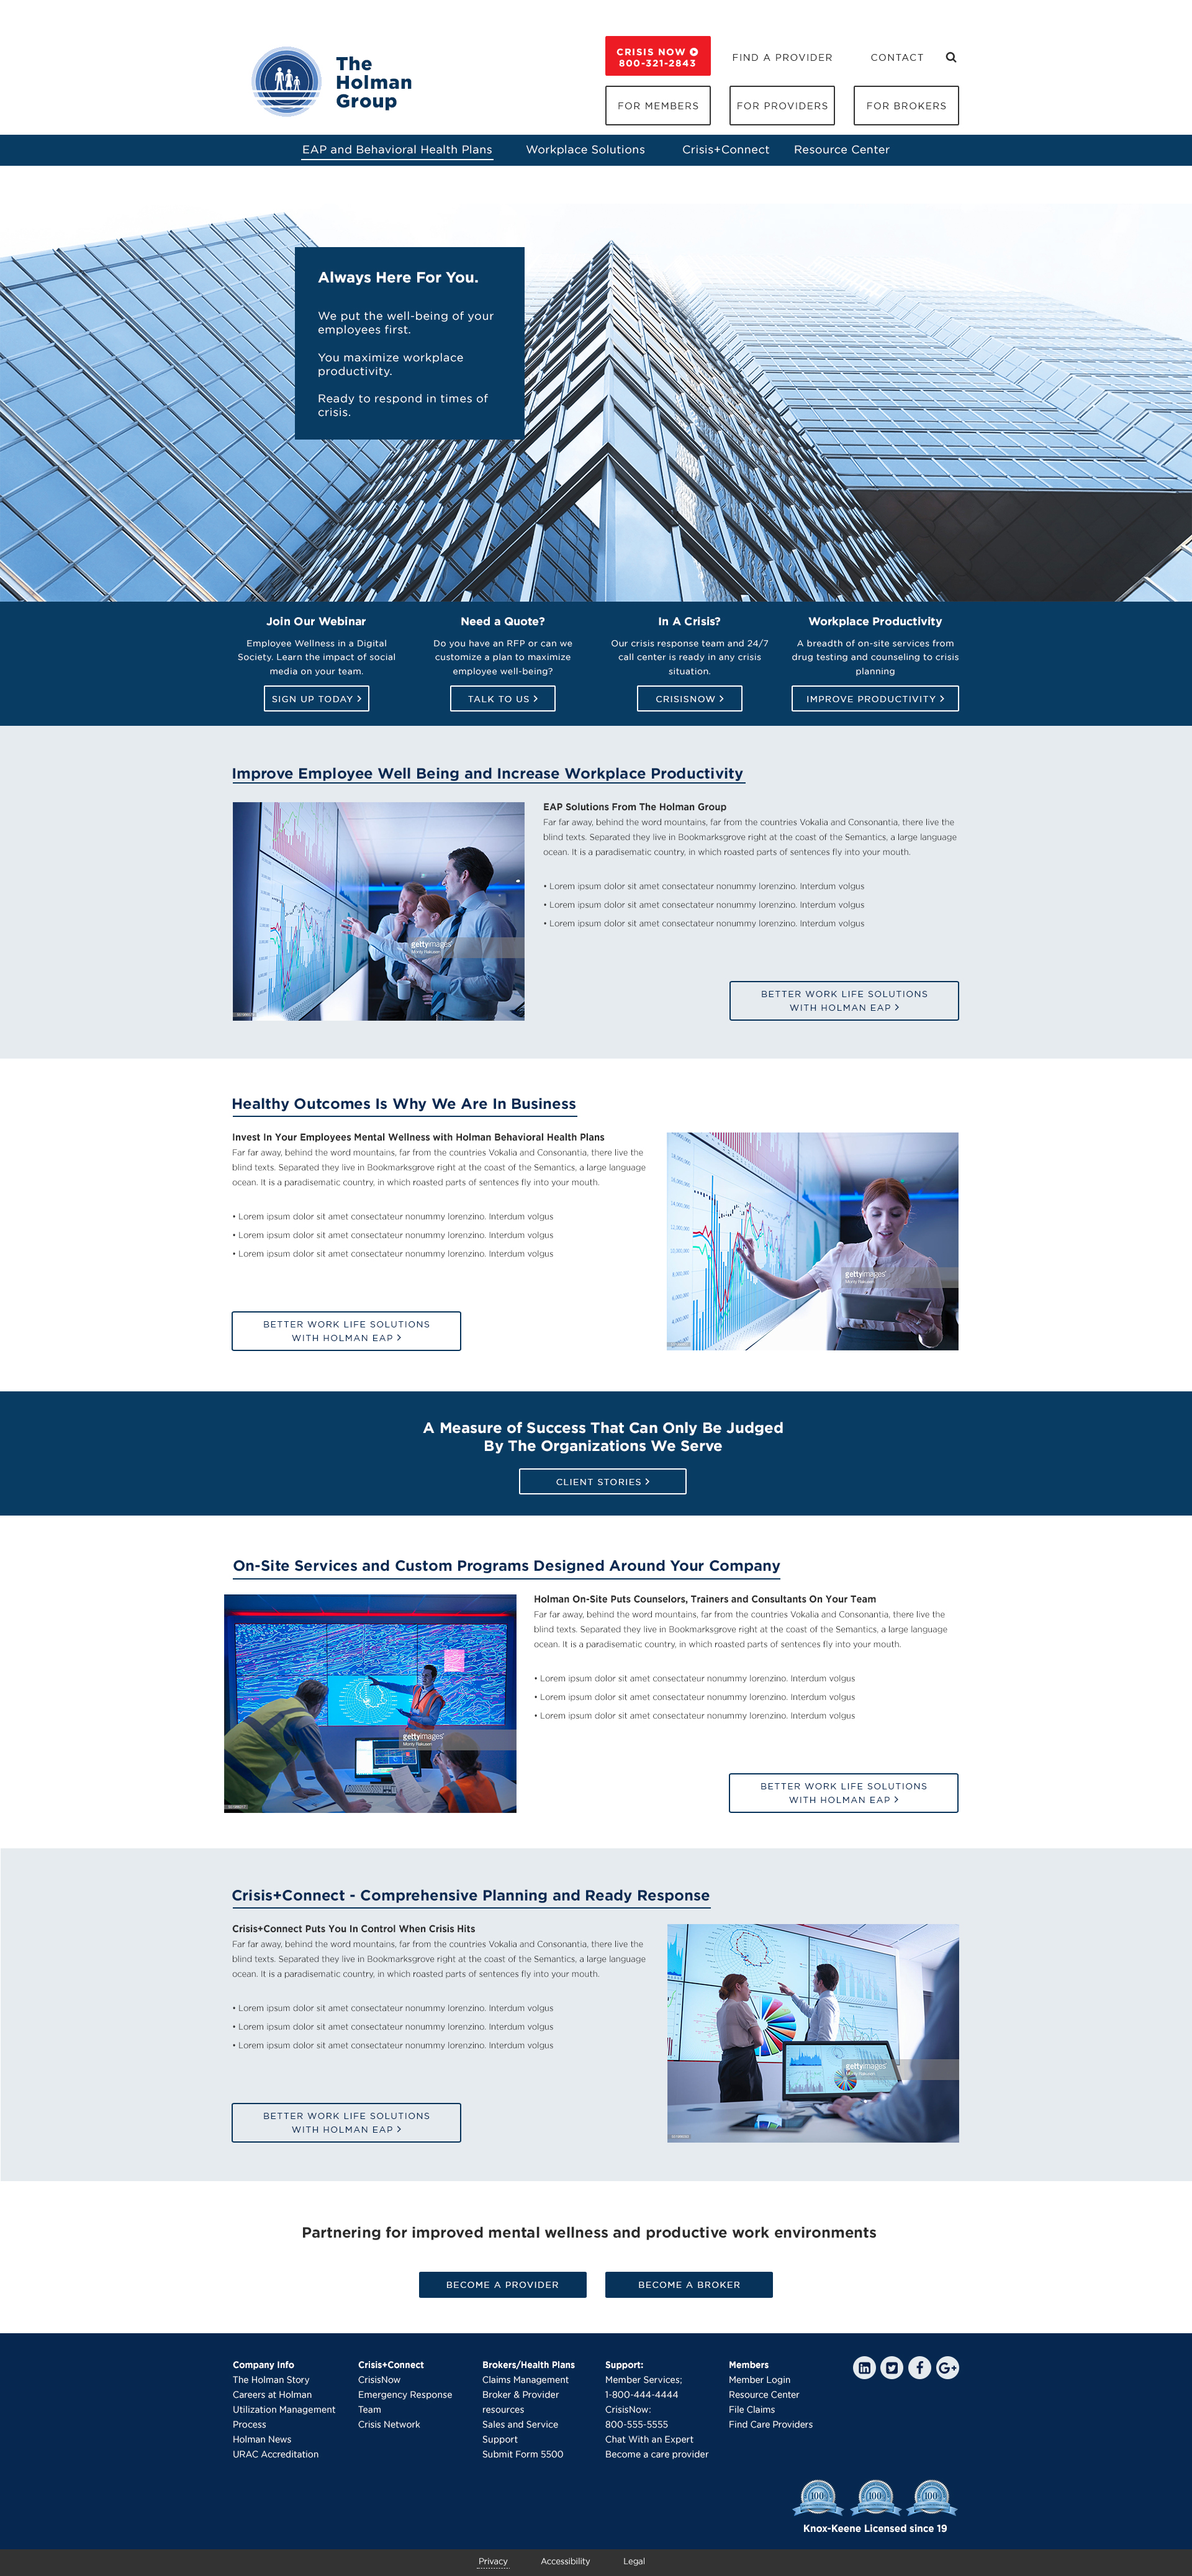 The
Holman
Group
CRISIS NOW
800-321-2843
FIND A PROVIDER
CONTACT
FOR MEMBERS
FOR PROVIDERS
FOR BROKERS
EAP and Behavioral Health Plans
Workplace Solutions
Crisis+Connect
Resource Center
Always Here For You.
We put the well-being of your
employees first.
You maximize workplace
productivity.
Ready to respond in times of
crisis.
Join Our Webinar
Employee Wellness in a Digital
Society. Learn the impact of social
media on your team.
SIGN UP TODAY >
Need a Quote?
Do you have an RFP or can we
customize a plan to maximize
employee well-being?
TALK TO US >
In A Crisis?
Our crisis response team and 24/7
call center is ready in any crisis
situation.
CRISISNOW >
Workplace Productivity
A breadth of on-site services from
drug testing and counseling to crisis
planning
IMPROVE PRODUCTIVITY >
Improve Employee Well Being and Increase Workplace Productivity
gettyimages
Monty Rakusen
EAP Solutions From The Holman Group
Far far away, behind the word mountains, far from the countries Vokalia and Consonantia, there live the
blind texts. Separated they live in Bookmarksgrove right at the coast of the Semantics, a large language
ocean. It is a paradisematic country, in which roasted parts of sentences fly into your mouth.
• Lorem ipsum dolor sit amet consectateur nonummy lorenzino. Interdum volgus
• Lorem ipsum dolor sit amet consectateur nonummy lorenzino. Interdum volgus
• Lorem ipsum dolor sit amet consectateur nonummy lorenzino. Interdum volgus
BETTER WORK LIFE SOLUTIONS
WITH HOLMAN EAP >
Healthy Outcomes Is Why We Are In Business
Invest In Your Employees Mental Wellness with Holman Behavioral Health Plans
Far far away, behind the word mountains, far from the countries Vokalia and Consonantia, there live the
blind texts. Separated they live in Bookmarksgrove right at the coast of the Semantics, a large language
ocean. It is a paradisematic country, in which roasted parts of sentences fly into your mouth.
• Lorem ipsum dolor sit amet consectateur nonummy lorenzino. Interdum volgus
• Lorem ipsum dolor sit amet consectateur nonummy lorenzino. Interdum volgus
• Lorem ipsum dolor sit amet consectateur nonummy lorenzino. Interdum volgus
BETTER WORK LIFE SOLUTIONS
WITH HOLMAN EAP >
gettyimages
Monty Rakusen
A Measure of Success That Can Only Be Judged
By The Organizations We Serve
CLIENT STORIES >
On-Site Services and Custom Programs Designed Around Your Company
gettyimages
Monty Rakusen
Holman On-Site Puts Counselors, Trainers and Consultants On Your Team
Far far away, behind the word mountains, far from the countries Vokalia and Consonantia, there live the
blind texts. Separated they live in Bookmarksgrove right at the coast of the Semantics, a large language
ocean. It is a paradisematic country, in which roasted parts of sentences fly into your mouth.
• Lorem ipsum dolor sit amet consectateur nonummy lorenzino. Interdum volgus
• Lorem ipsum dolor sit amet consectateur nonummy lorenzino. Interdum volgus
• Lorem ipsum dolor sit amet consectateur nonummy lorenzino. Interdum volgus
BETTER WORK LIFE SOLUTIONS
WITH HOLMAN EAP >
Crisis+Connect - Comprehensive Planning and Ready Response
Crisis+Connect Puts You In Control When Crisis Hits
Far far away, behind the word mountains, far from the countries Vokalia and Consonantia, there live the
blind texts. Separated they live in Bookmarksgrove right at the coast of the Semantics, a large language
ocean. It is a paradisematic country, in which roasted parts of sentences fly into your mouth.
• Lorem ipsum dolor sit amet consectateur nonummy lorenzino. Interdum volgus
• Lorem ipsum dolor sit amet consectateur nonummy lorenzino. Interdum volgus
• Lorem ipsum dolor sit amet consectateur nonummy lorenzino. Interdum volgus
BETTER WORK LIFE SOLUTIONS
WITH HOLMAN EAP >
gettyimages
Monty Rakusen
Partnering for improved mental wellness and productive work environments
BECOME A PROVIDER
BECOME A BROKER
Company Info
The Holman Story
Careers at Holman
Utilization Management
Process
Holman News
URAC Accreditation
Crisis+Connect
CrisisNow
Emergency Response
Team
Crisis Network
Brokers/Health Plans
Claims Management
Broker & Provider
resources
Sales and Service
Support
Submit Form 5500
Support:
Member Services;
1-800-444-4444
CrisisNow:
800-555-5555
Chat With an Expert
Become a care provider
Members
Member Login
Resource Center
File Claims
Find Care Providers
100
100
100
Knox-Keene Licensed since 19
Privacy
Accessibility
Legal